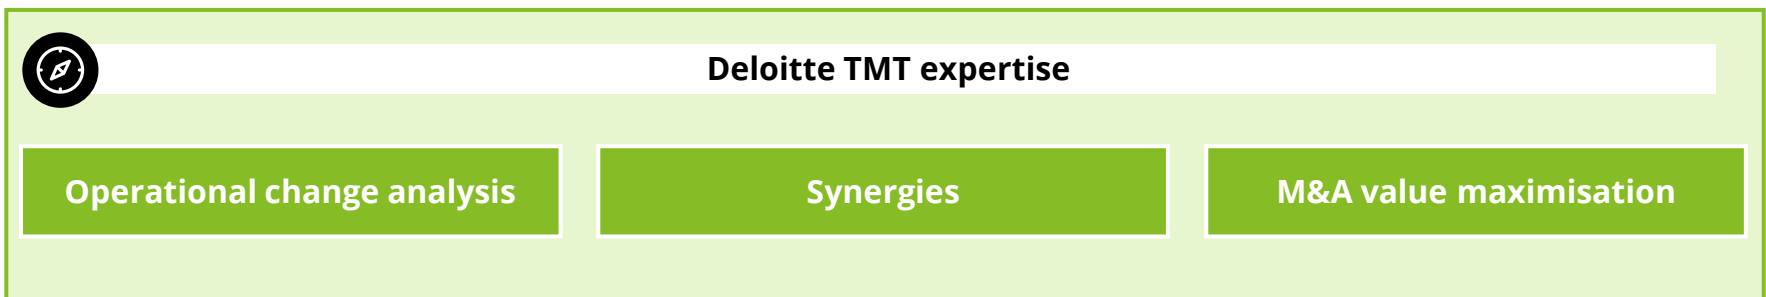 Deloitte TMT expertise
Operational change analysis
Synergies
M&A value maximisation